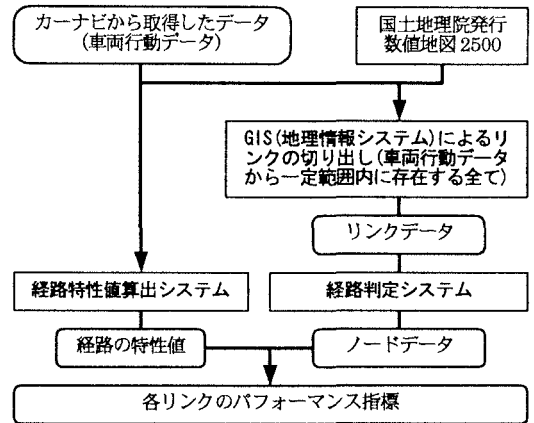 カーナビから取得したデータ
(車両行動データ)
国土地理院発行
数値地図2500
GIS(地理情報システム)によるリ
ンクの切り出し(車両行動データ
から一定範囲内に存在する全て)
リンクデータ
経路特性値算出システム
経路判定システム
経路の特性値
ノードデータ
各リンクのパフォーマンス指標